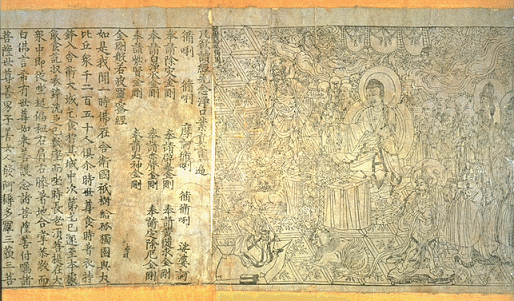 凡欲讀經先念淨口業真言一遍
脩唎 脩唎 摩訶脩唎 脩脩唎 娑婆訶
奉請除災金剛 奉請辟毒金剛 奉請黃隨求金剛
奉請白淨水金剛 奉請赤聲金剛 奉請定除厄金剛
奉請紫賢金剛 奉請大神金剛
金剛般若波羅蜜經
如是我聞一時佛在舍衛國祇樹給孤獨園與大
比丘眾千二百五十人俱尒時世尊食時著衣持
鉢入舍衛大城乞食於其城中次第乞已還至本處
飯食訖收衣鉢洗足已敷座而坐時長老須菩提在大
眾中即從座起偏袒右肩右膝著地合掌恭敬而
白佛言希有世尊如來善護念諸菩薩善付囑諸
菩薩世尊善男子善女人發阿耨多羅三藐三菩